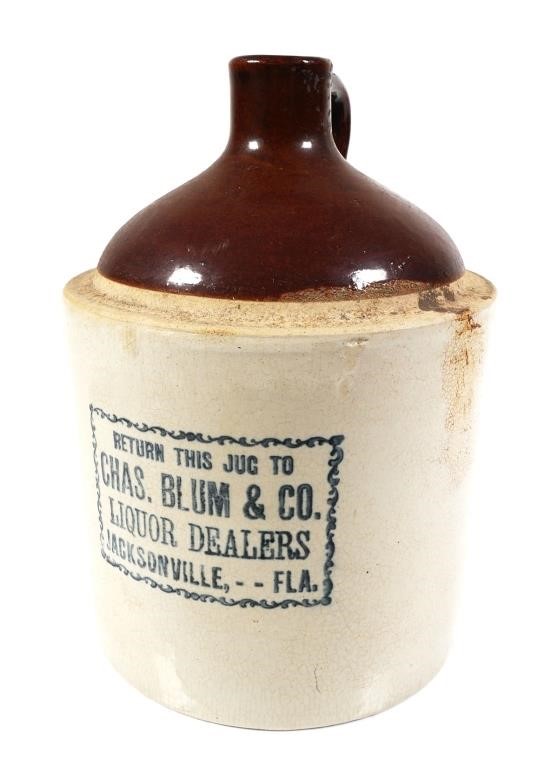 RETURN THIS JUG TO
CHAS. BLUM & CO.
LIQUOR DEALERS
JACKSONVILLE, - - FLA.